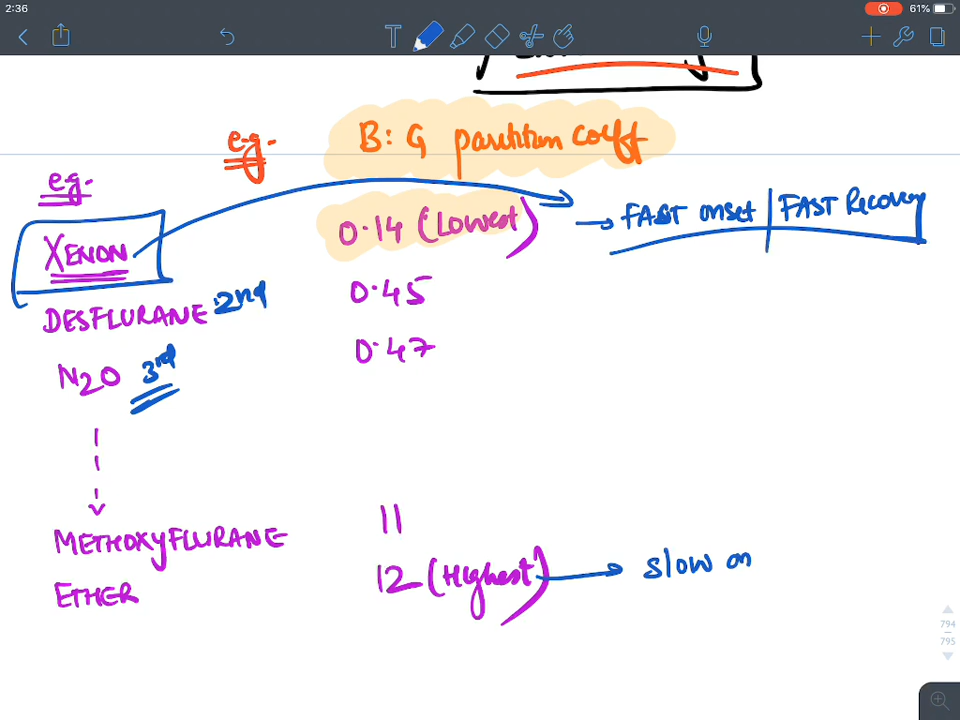 2:36
61%
T
e.g.
B: G partition coeff
e.g.
XENON
0.14 (Lowest)
FAST onset | FAST Recovery
DESFLURANE 2nd
0.45
N2O 3rd
0.47
METHOXYFLURANE
11
ETHER
12 (Highest)
slow on
794
795